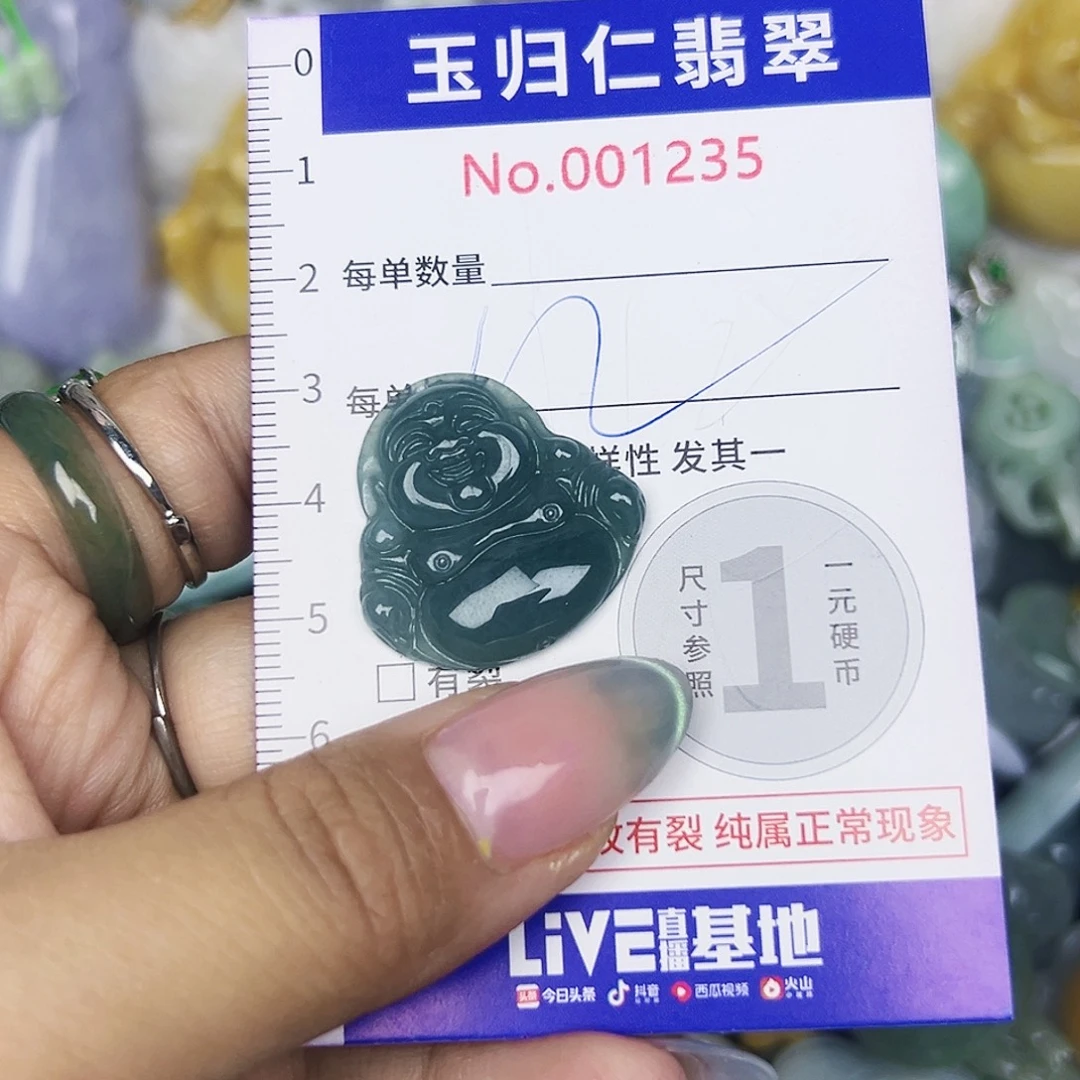 玉归仁翡翠
No.001235
0
1
2
3
4
5
6
每单数量
每单
样性 发其一
尺寸参照
1
一元硬币
有裂
有裂 纯属正常现象
LiVE直播基地
头条 今日头条 抖音 西瓜视频 火山